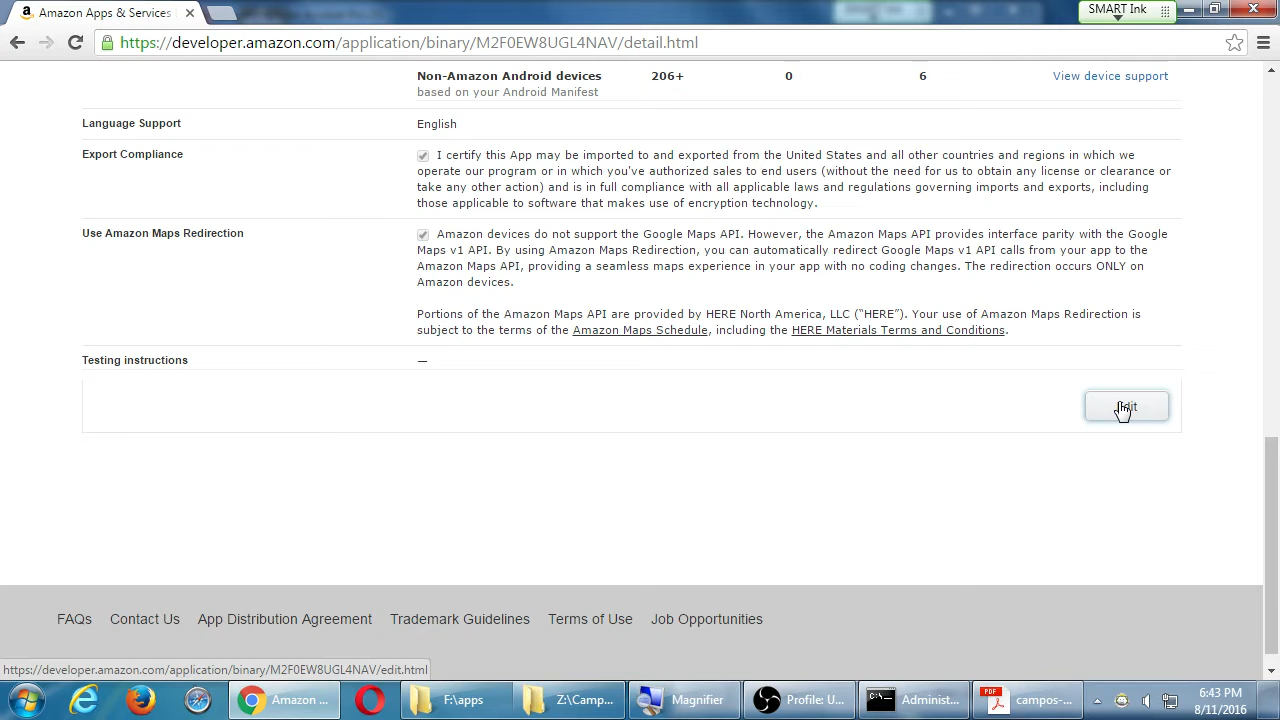 Amazon Apps & Services
SMART Ink
https://developer.amazon.com/application/binary/M2F0EW8UGL4NAV/detail.html
Non-Amazon Android devices 206+ 0 6 View device support
based on your Android Manifest
Language Support English
Export Compliance I certify this App may be imported to and exported from the United States and all other countries and regions in which we
operate our program or in which you've authorized sales to end users (without the need for us to obtain any license or clearance or
take any other action) and is in full compliance with all applicable laws and regulations governing imports and exports, including
those applicable to software that makes use of encryption technology.
Use Amazon Maps Redirection Amazon devices do not support the Google Maps API. However, the Amazon Maps API provides interface parity with the Google
Maps v1 API. By using Amazon Maps Redirection, you can automatically redirect Google Maps v1 API calls from your app to the
Amazon Maps API, providing a seamless maps experience in your app with no coding changes. The redirection occurs ONLY on
Amazon devices.
Portions of the Amazon Maps API are provided by HERE North America, LLC (“HERE”). Your use of Amazon Maps Redirection is
subject to the terms of the Amazon Maps Schedule, including the HERE Materials Terms and Conditions.
Testing instructions —
Edit
FAQs Contact Us App Distribution Agreement Trademark Guidelines Terms of Use Job Opportunities
https://developer.amazon.com/application/binary/M2F0EW8UGL4NAV/edit.html
Amazon ... F:\apps Z:\Camp... Magnifier Profile: U... Administ... PDF campos-... 6:43 PM
8/11/2016